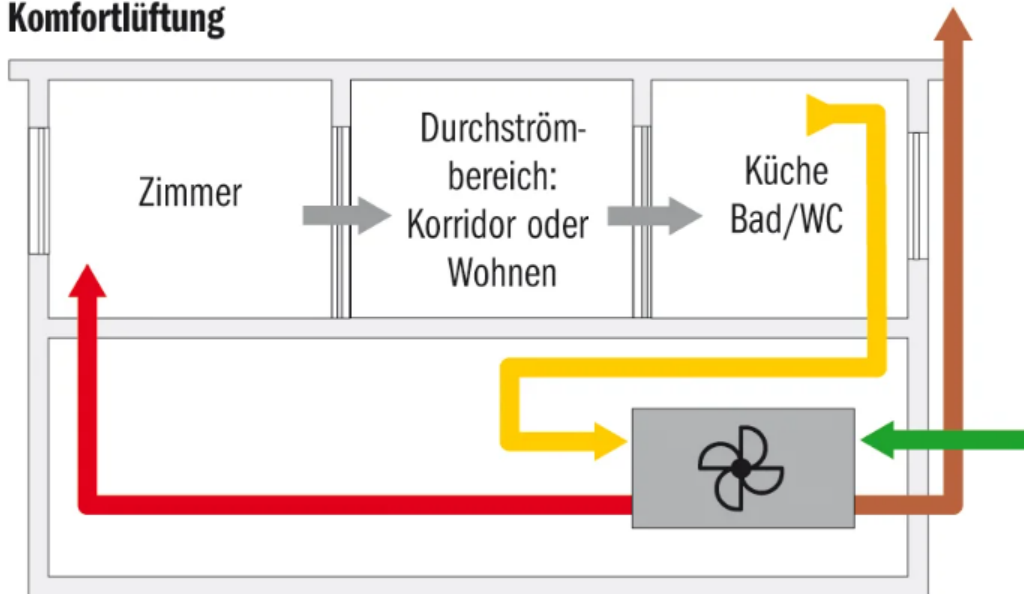 Komfortlüftung
Zimmer
Durchström-
bereich:
Korridor oder
Wohnen
Küche
Bad/WC